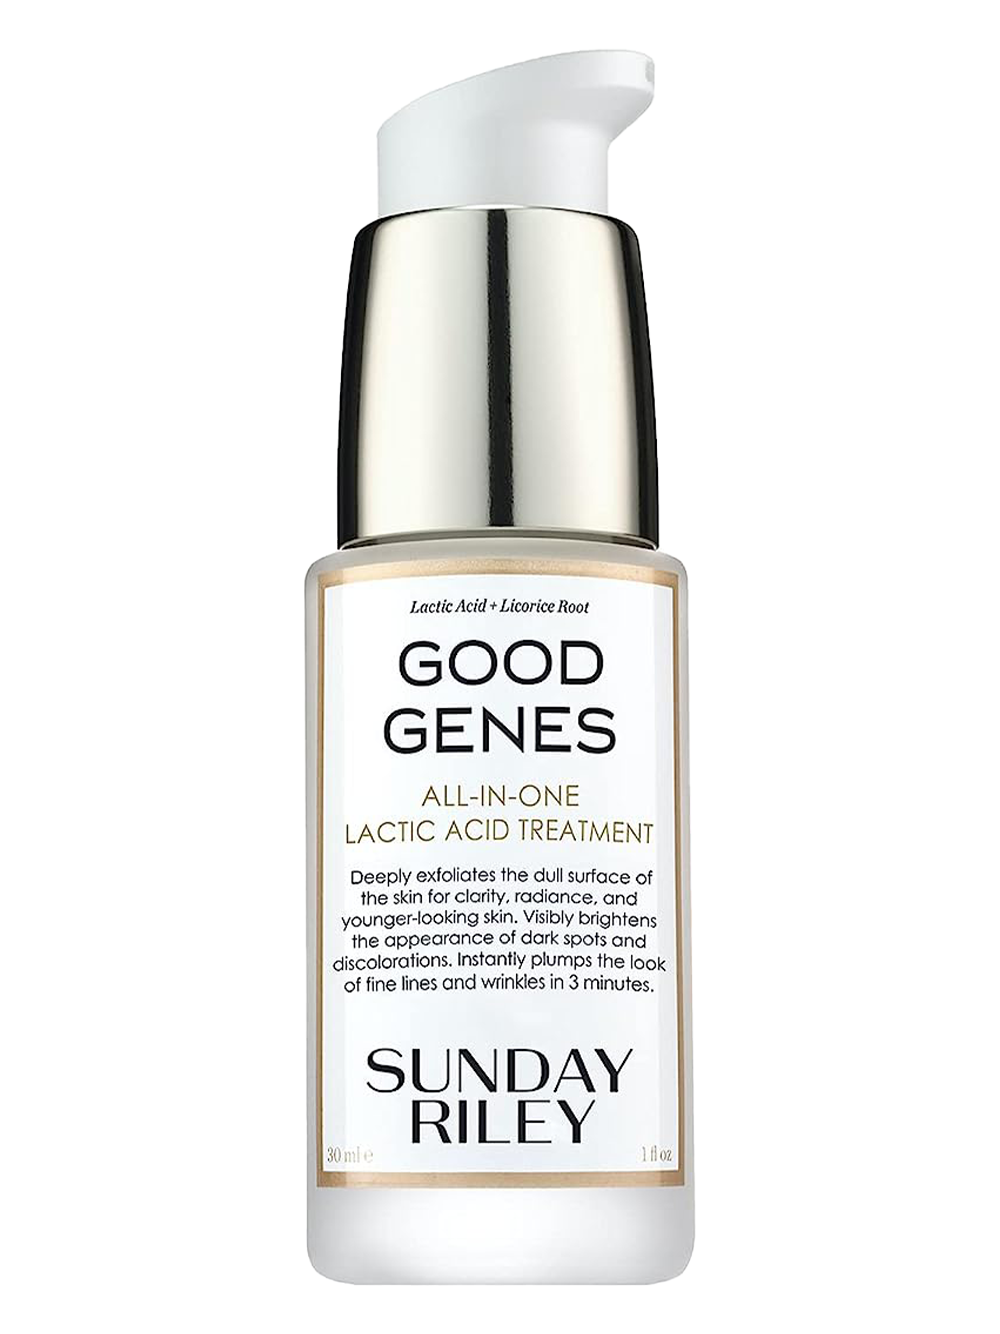 Lactic Acid + Licorice Root
GOOD
GENES
ALL-IN-ONE
LACTIC ACID TREATMENT
Deeply exfoliates the dull surface of
the skin for clarity, radiance, and
younger-looking skin. Visibly brightens
the appearance of dark spots and
discolorations. Instantly plumps the look
of fine lines and wrinkles in 3 minutes.
SUNDAY
RILEY
30 ml e 1 fl oz